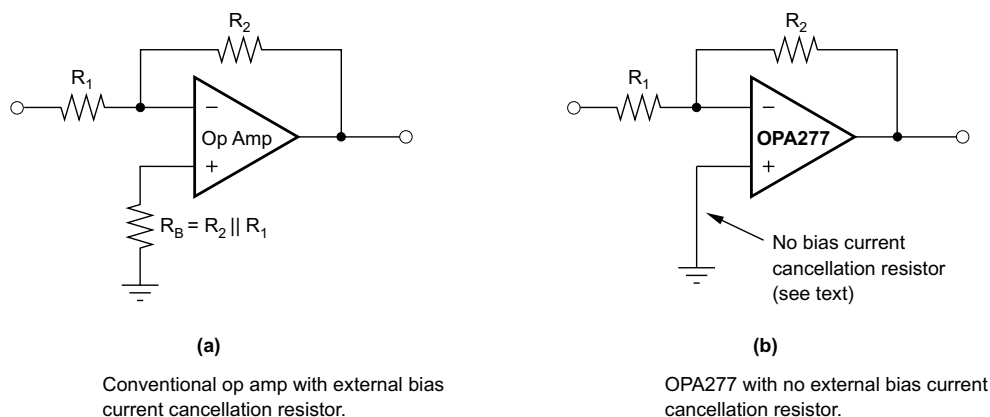 R2
R1
−
Op Amp
+
RB = R2 || R1
(a)
Conventional op amp with external bias
current cancellation resistor.
R2
R1
−
OPA277
+
No bias current
cancellation resistor
(see text)
(b)
OPA277 with no external bias current
cancellation resistor.